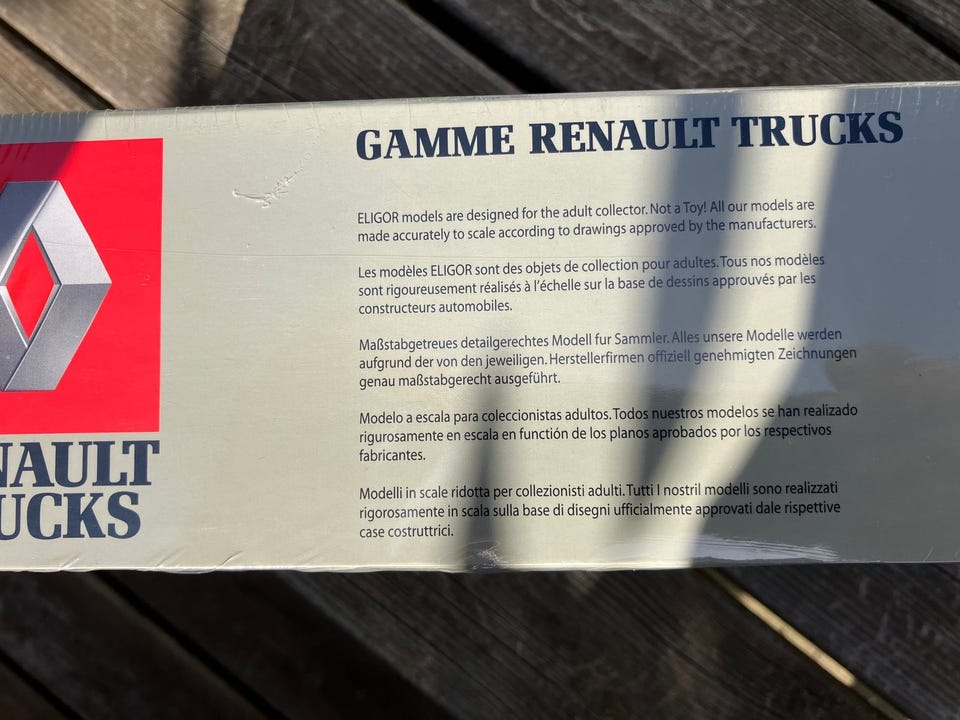 GAMME RENAULT TRUCKS
ELIGOR models are designed for the adult collector. Not a Toy! All our models are
made accurately to scale according to drawings approved by the manufacturers.
Les modèles ELIGOR sont des objets de collection pour adultes. Tous nos modèles
sont rigoureusement réalisés à l'échelle sur la base de dessins approuvés par les
constructeurs automobiles.
Maßstabgetreues detailgerechtes Modell fur Sammler. Alles unsere Modelle werden
aufgrund der von den jeweiligen. Herstellerfirmen offiziell genehmigten Zeichnungen
genau maßstabgerecht ausgeführt.
Modelo a escala para coleccionistas adultos. Todos nuestros modelos se han realizado
rigurosamente en escala en función de los planos aprobados por los respectivos
fabricantes.
Modelli in scale ridotta per collezionisti adulti. Tutti I nostril modelli sono realizzati
rigorosamente in scala sulla base di disegni ufficialmente approvati dale rispettive
case costruttrici.
NAULT
UCKS